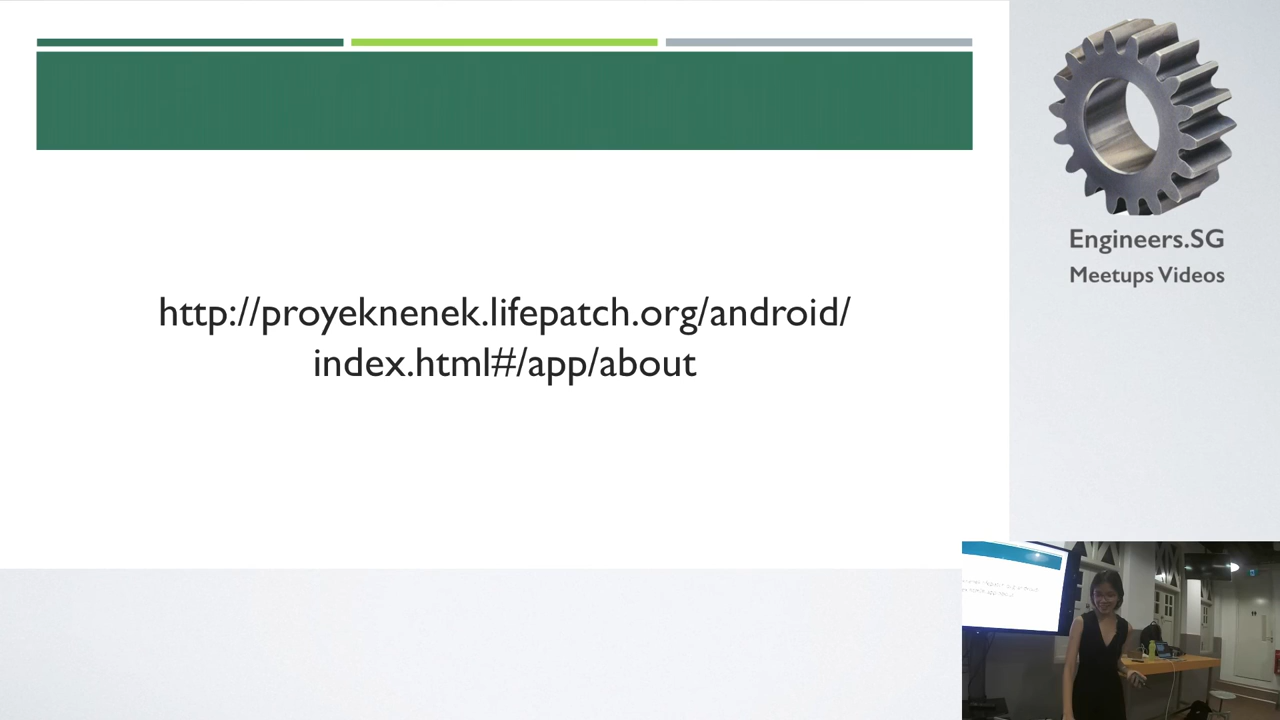 http://proyeknenek.lifepatch.org/android/
index.html#/app/about
Engineers.SG
Meetups Videos